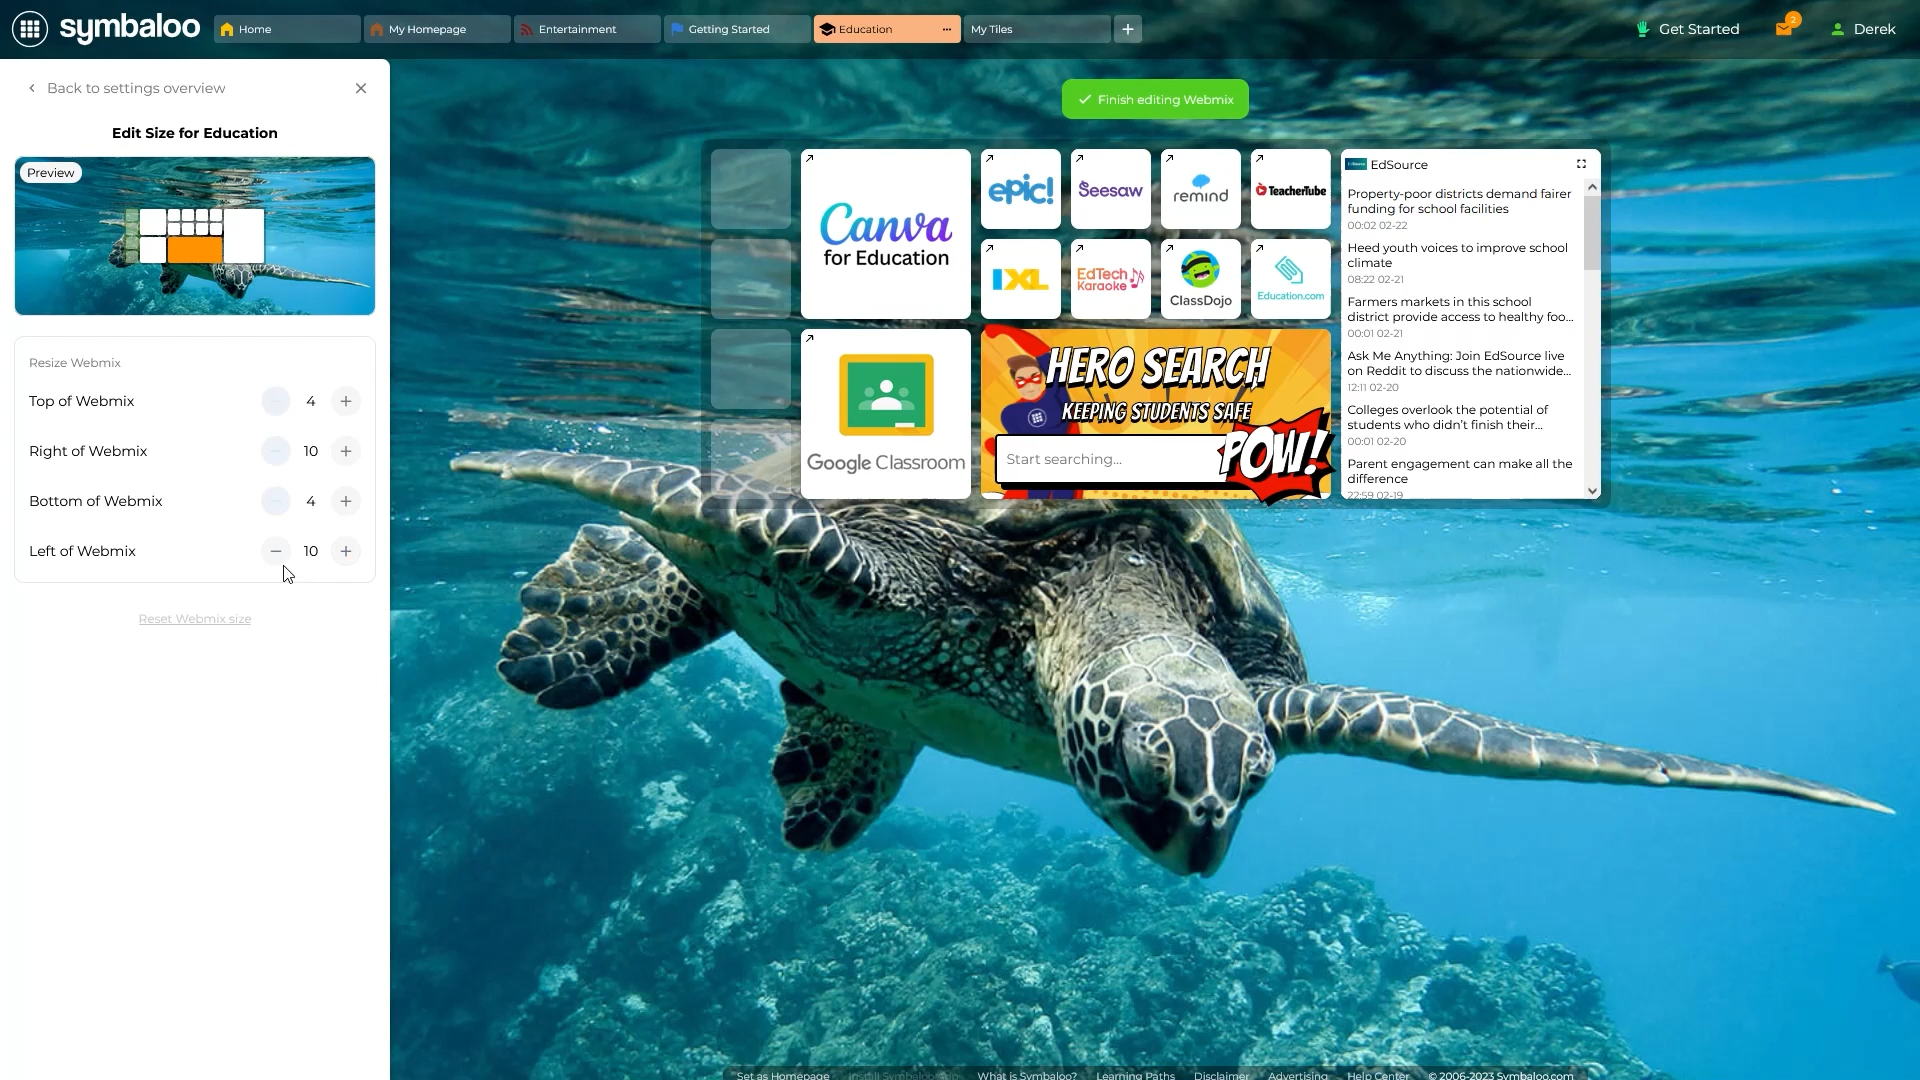 symbaloo
Home
My Homepage
Entertainment
Getting Started
Education
My Tiles
Get Started
2
Derek
Back to settings overview
Edit Size for Education
Preview
Resize Webmix
Top of Webmix 4
Right of Webmix 10
Bottom of Webmix 4
Left of Webmix 10
Reset Webmix size
Finish editing Webmix
Canva
for Education
epic!
Seesaw
remind
TeacherTube
IXL
EdTech
Karaoke
ClassDojo
Education.com
Google Classroom
HERO SEARCH
KEEPING STUDENTS SAFE
Start searching...
POW!
EdSource
Property-poor districts demand fairer
funding for school facilities
00:02 02-22
Heed youth voices to improve school
climate
08:22 02-21
Farmers markets in this school
district provide access to healthy foo...
00:01 02-21
Ask Me Anything: Join EdSource live
on Reddit to discuss the nationwide...
12:11 02-20
Colleges overlook the potential of
students who didn't finish their...
00:01 02-20
Parent engagement can make all the
difference
22:59 02-19
Set as Homepage
What is Symbaloo?
Learning Paths
Disclaimer
Advertising
Help Center
© 2006-2023 Symbaloo.com